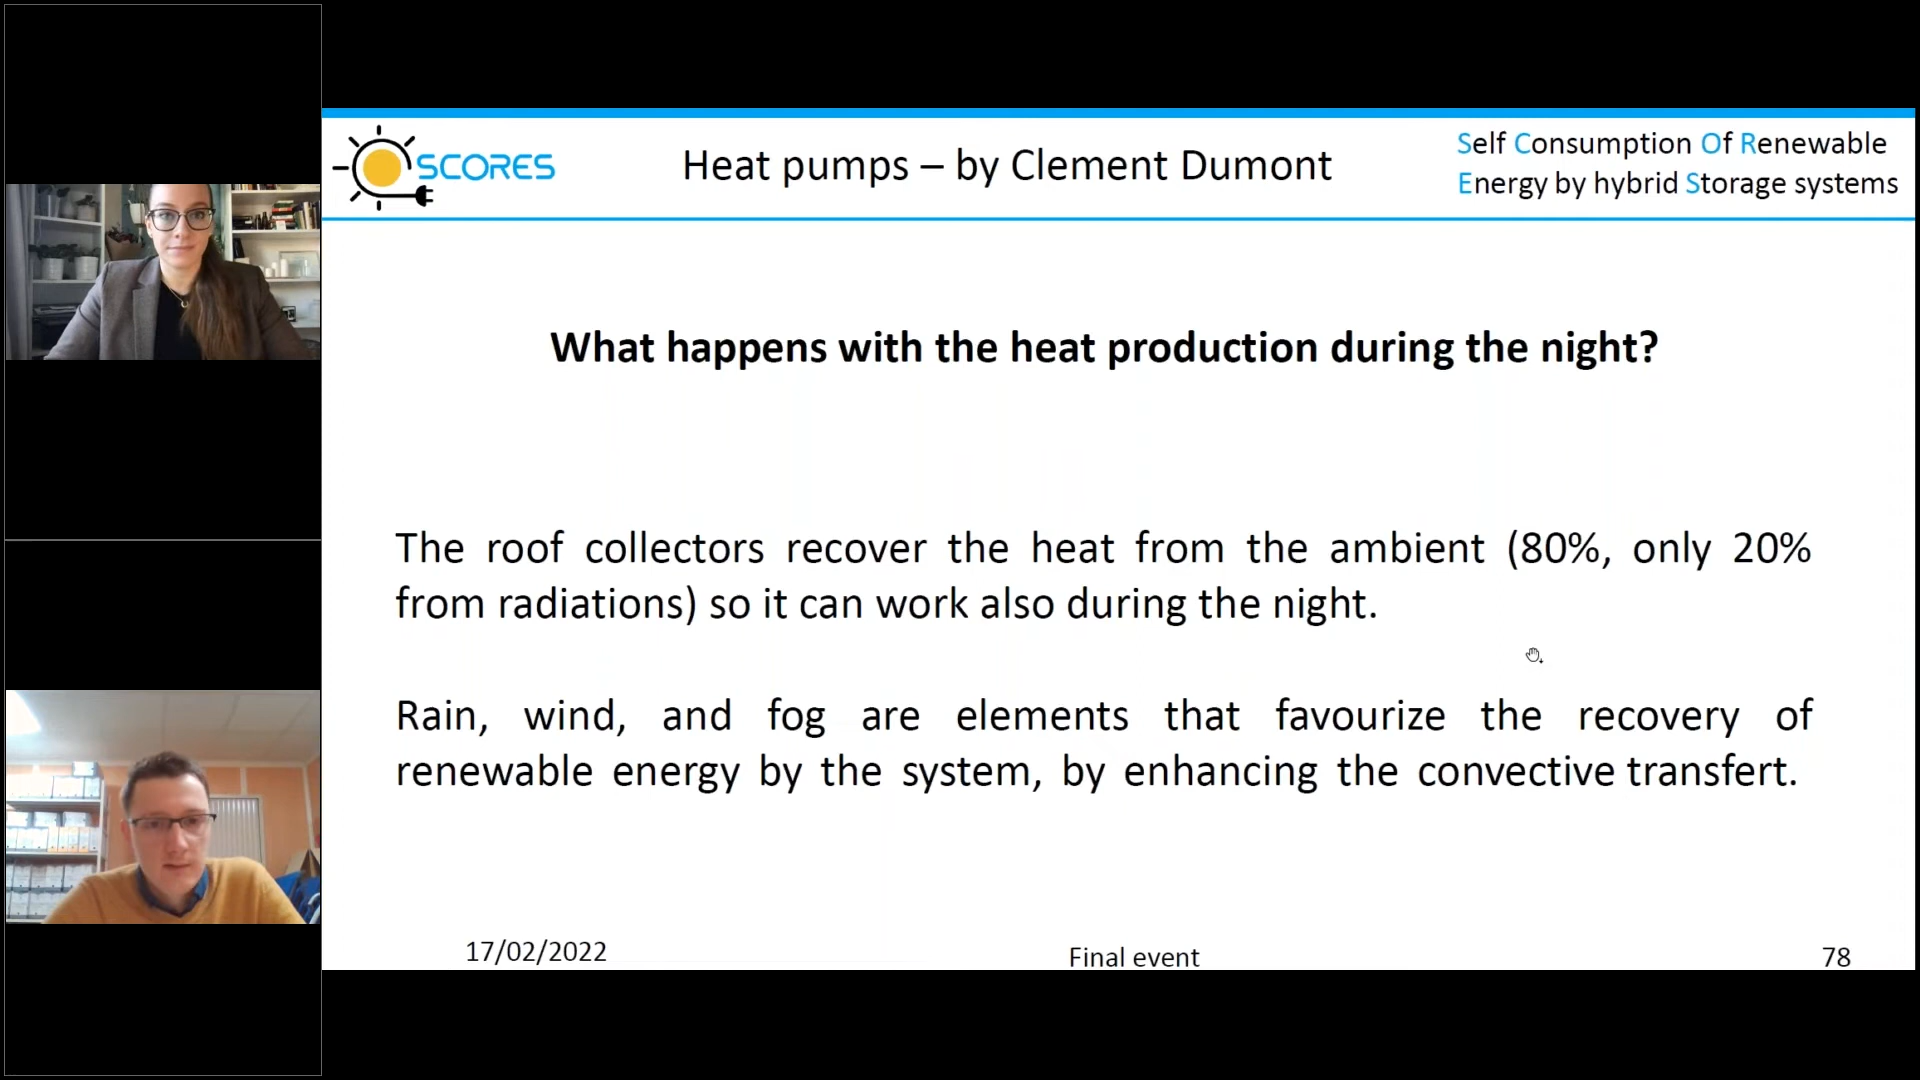 SCORES
Heat pumps – by Clement Dumont
Self Consumption Of Renewable
Energy by hybrid Storage systems
What happens with the heat production during the night?
The roof collectors recover the heat from the ambient (80%, only 20%
from radiations) so it can work also during the night.
Rain, wind, and fog are elements that favourize the recovery of
renewable energy by the system, by enhancing the convective transfert.
17/02/2022
Final event
78